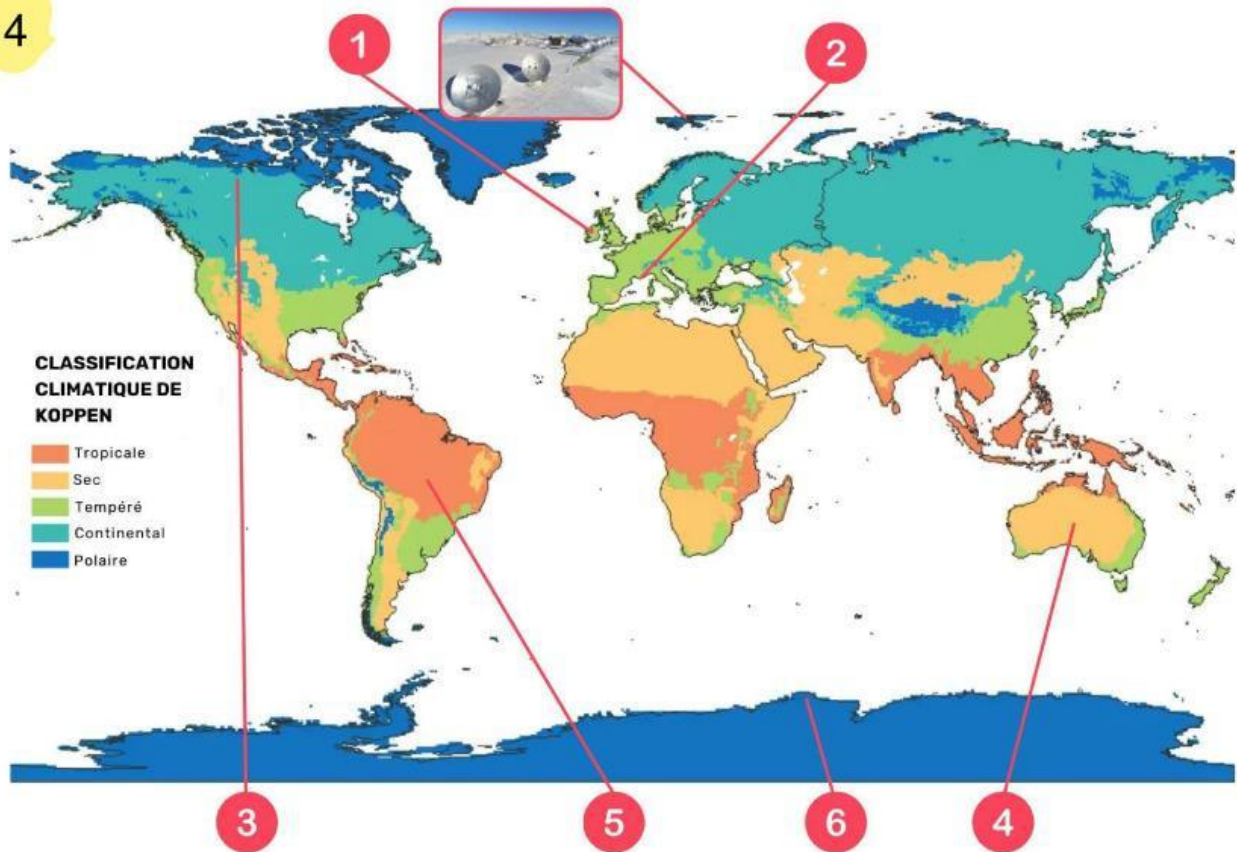 4
1
2
CLASSIFICATION
CLIMATIQUE DE
KOPPEN
Tropicale
Sec
Tempéré
Continental
Polaire
3
5
6
4